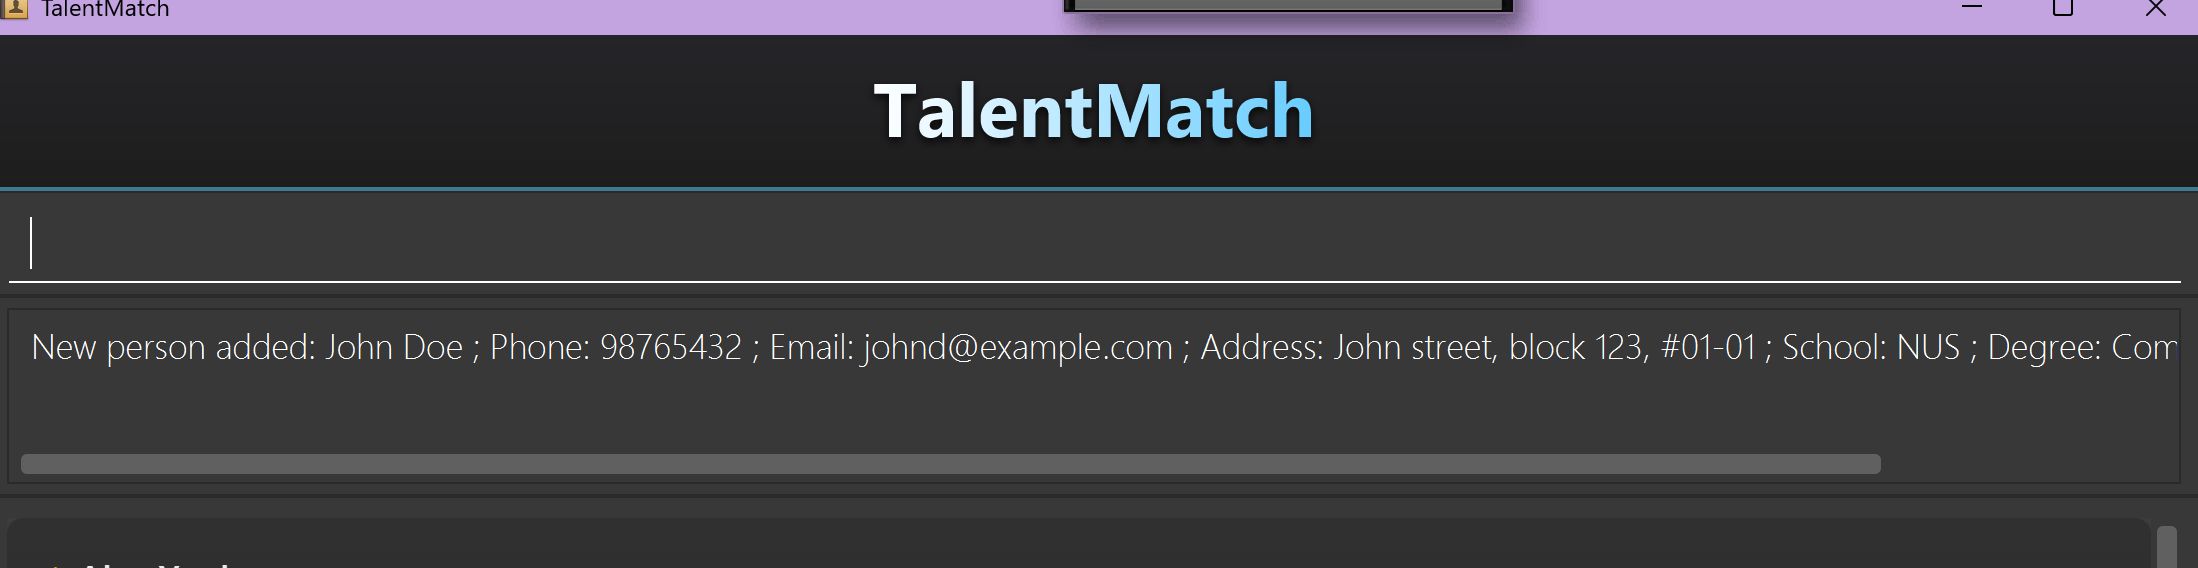 TalentMatch
TalentMatch
New person added: John Doe ; Phone: 98765432 ; Email: johnd@example.com ; Address: John street, block 123, #01-01 ; School: NUS ; Degree: Com